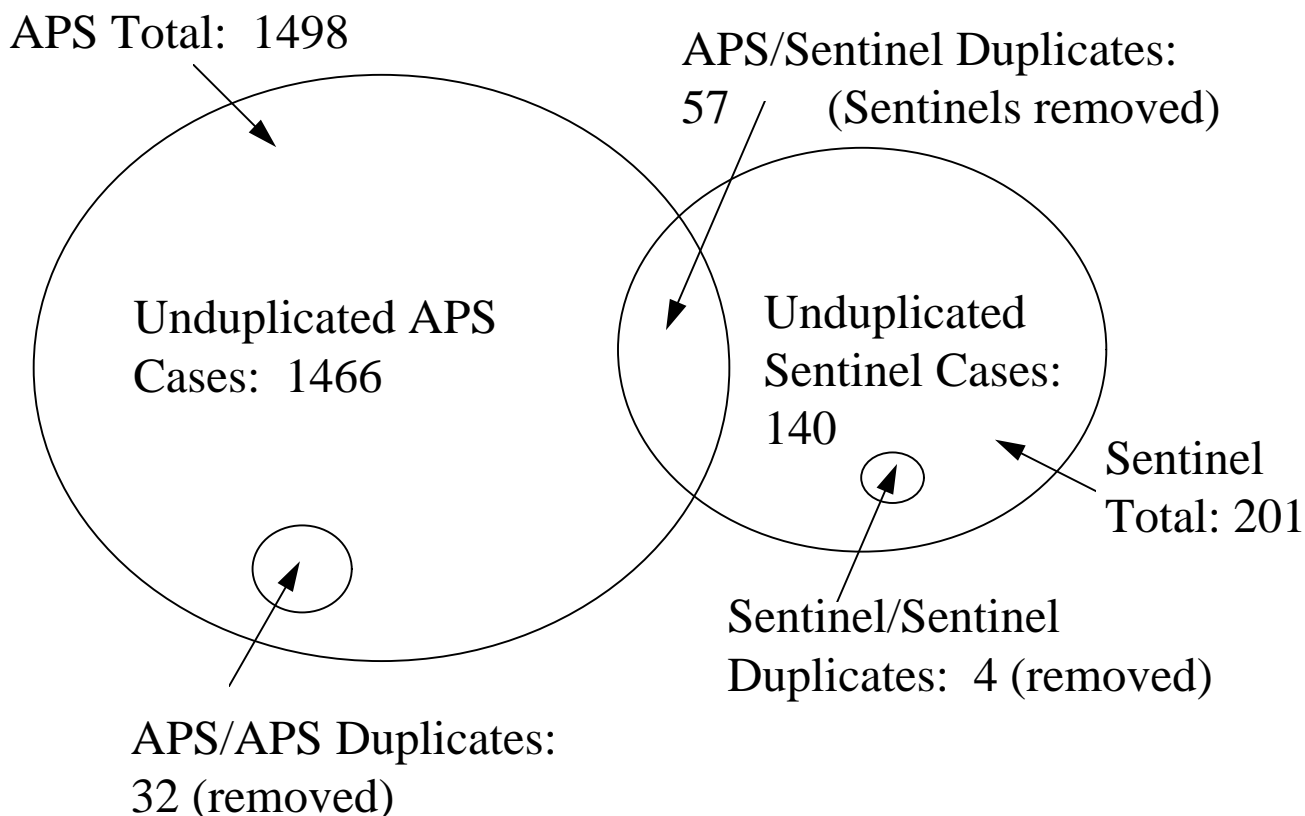 APS Total:  1498
APS/Sentinel Duplicates:
57 (Sentinels removed)
Unduplicated APS
Cases:  1466
Unduplicated
Sentinel Cases:
140
Sentinel
Total: 201
Sentinel/Sentinel
Duplicates:  4 (removed)
APS/APS Duplicates:
32 (removed)